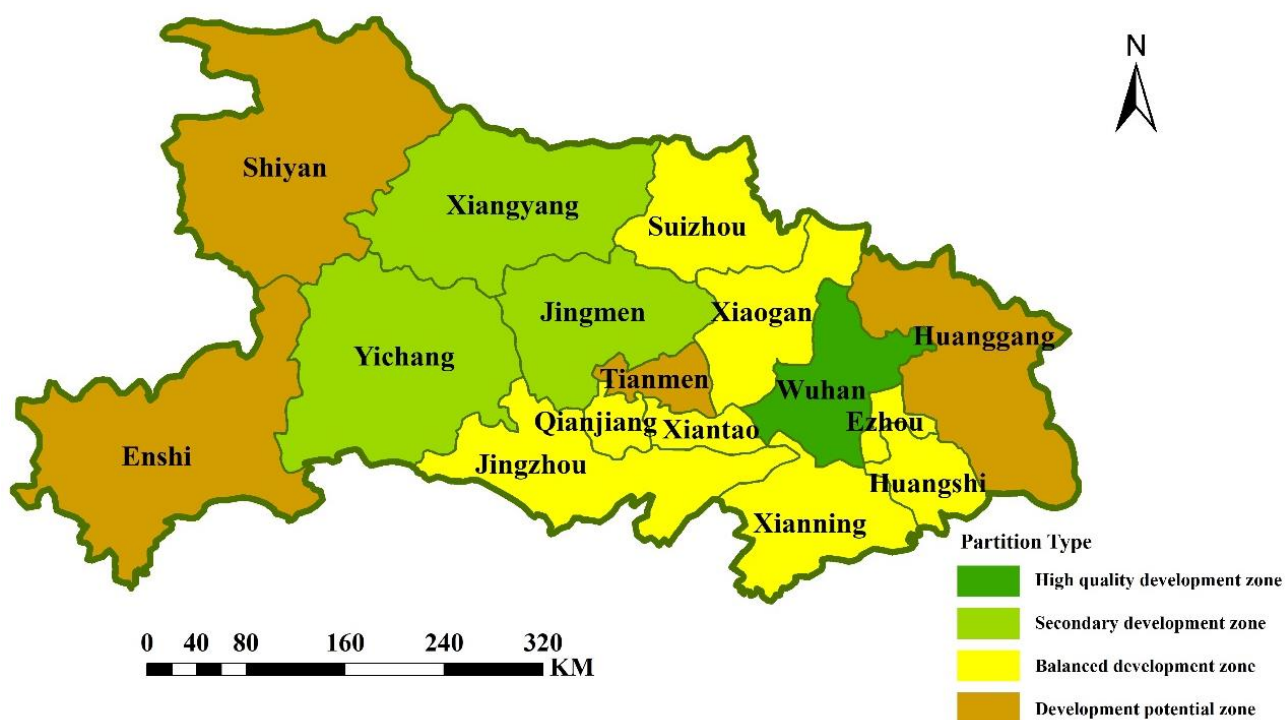 N
Shiyan
Xiangyang
Suizhou
Jingmen
Xiaogan
Huanggang
Yichang
Tianmen
Wuhan
Qianjiang
Xiantao
Ezhou
Enshi
Jingzhou
Huangshi
Xianning
Partition Type
High quality development zone
Secondary development zone
Balanced development zone
Development potential zone
0 40 80 160 240 320
KM